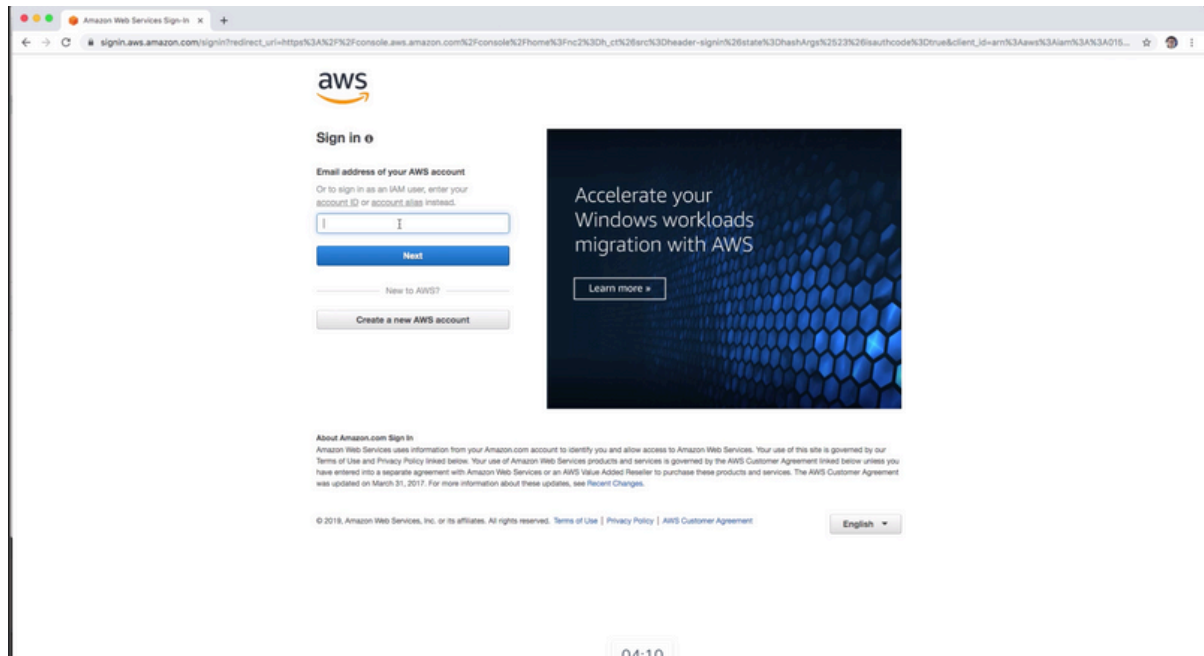 Amazon Web Services Sign-In
signin.aws.amazon.com/signin?redirect_uri=https%3A%2F%2Fconsole.aws.amazon.com%2Fconsole%2Fhome%3Fnc2%3Dh_ct%26src%3Dheader-signin%26state%3DhashArgs%2523%26isauthcode%3Dtrue&client_id=arn%3Aaws%3Aiam%3A%3A015...
aws
Sign in
Email address of your AWS account
Or to sign in as an IAM user, enter your
account ID or account alias instead.
Next
New to AWS?
Create a new AWS account
Accelerate your
Windows workloads
migration with AWS
Learn more »
About Amazon.com Sign In
Amazon Web Services uses information from your Amazon.com account to identify you and allow access to Amazon Web Services. Your use of this site is governed by our
Terms of Use and Privacy Policy linked below. Your use of Amazon Web Services products and services is governed by the AWS Customer Agreement linked below unless you
have entered into a separate agreement with Amazon Web Services or an AWS Value Added Reseller to purchase these products and services. The AWS Customer Agreement
was updated on March 31, 2017. For more information about these updates, see Recent Changes.
© 2019, Amazon Web Services, Inc. or its affiliates. All rights reserved. Terms of Use | Privacy Policy | AWS Customer Agreement
English
04:10